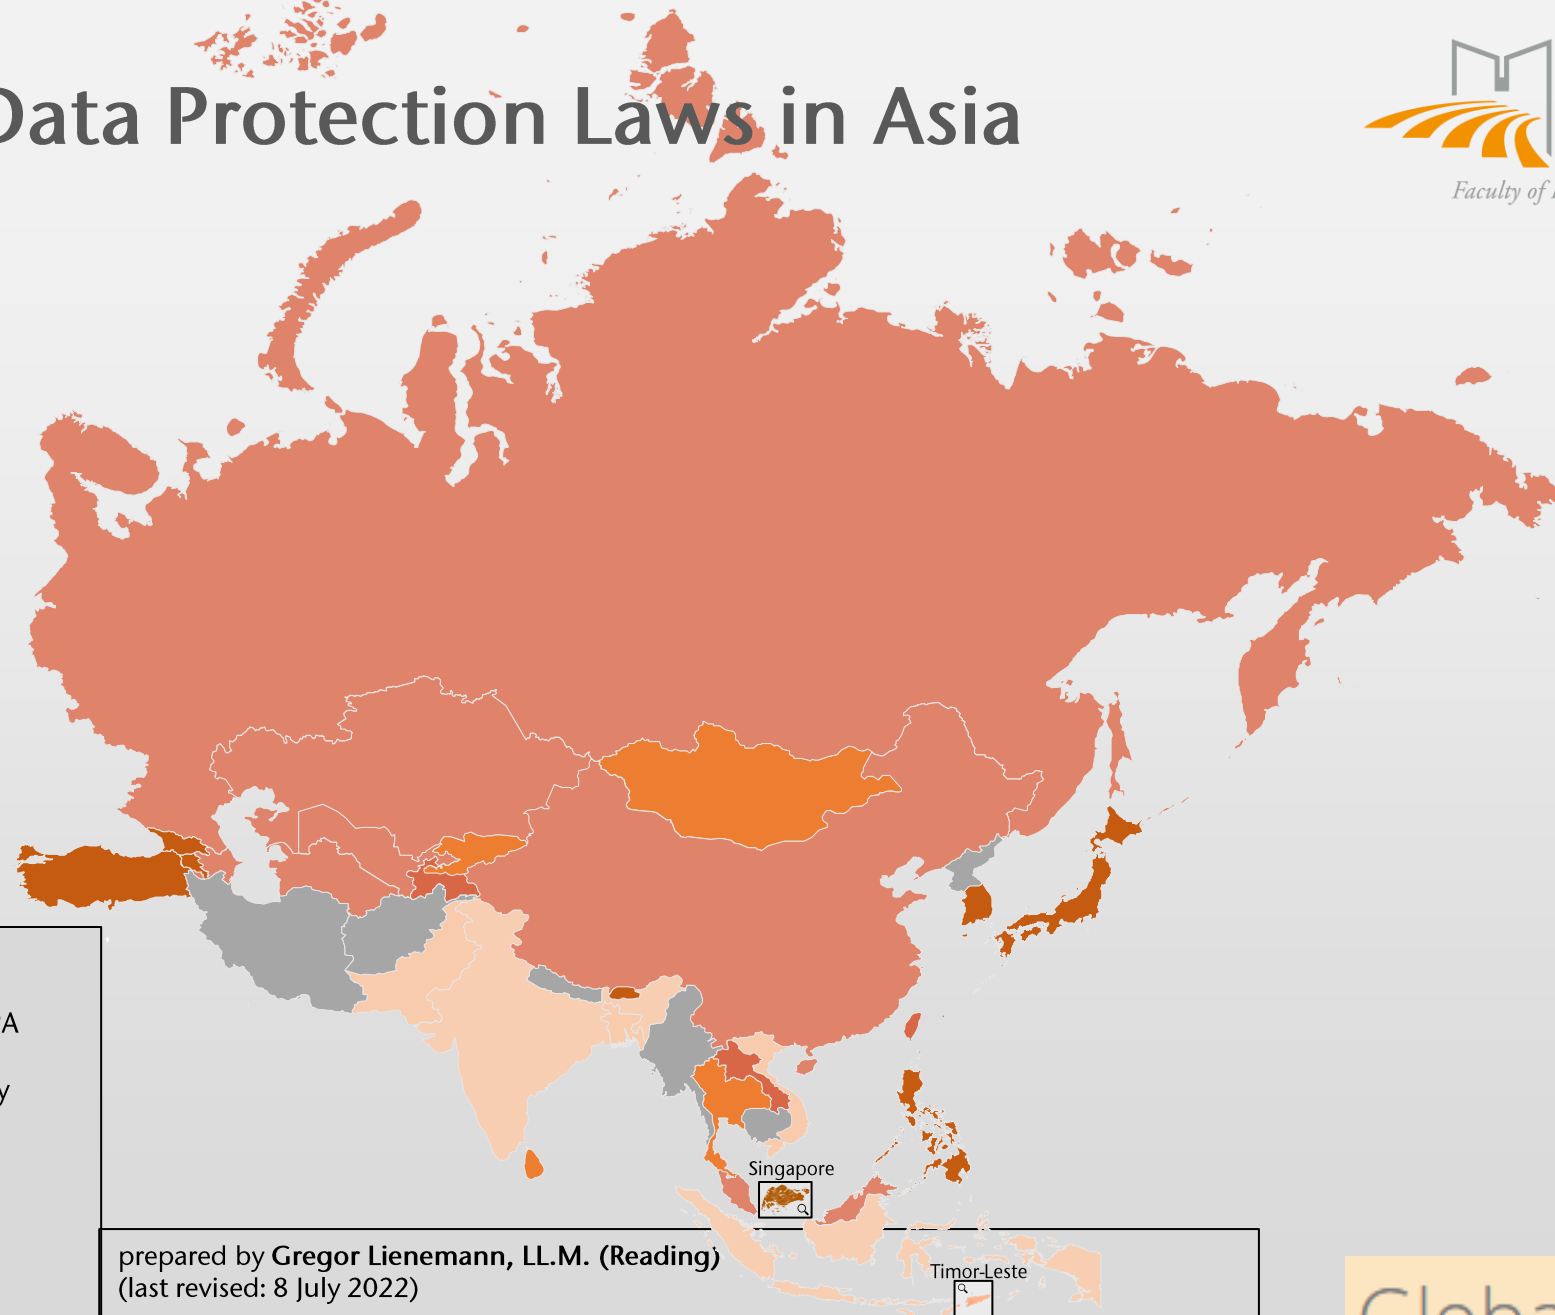 Data Protection Laws in Asia
Faculty of
A
y
Singapore
prepared by Gregor Lienemann, LL.M. (Reading)
(last revised: 8 July 2022)
Timor-Leste